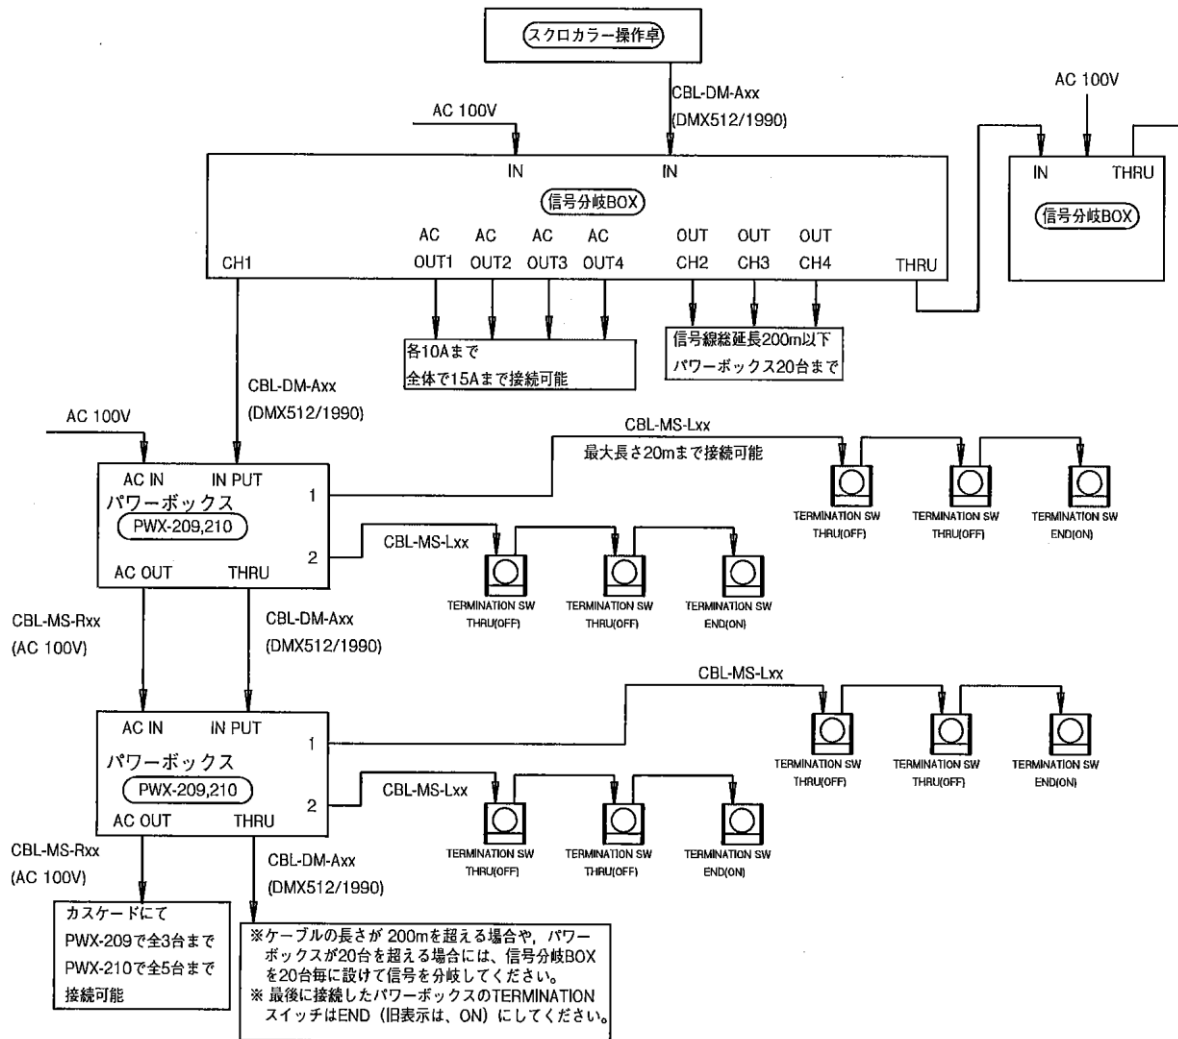 スクロカラー操作卓
CBL-DM-Axx
(DMX512/1990)
AC 100V
AC 100V
IN
IN
信号分岐BOX
IN
THRU
信号分岐BOX
AC
OUT1
AC
OUT2
AC
OUT3
AC
OUT4
OUT
CH2
OUT
CH3
OUT
CH4
CH1
THRU
各10Aまで
全体で15Aまで接続可能
信号線総延長200m以下
パワーボックス20台まで
CBL-DM-Axx
(DMX512/1990)
AC 100V
AC IN
IN PUT
パワーボックス
PWX-209,210
1
2
AC OUT
THRU
CBL-MS-Lxx
最大長さ20mまで接続可能
TERMINATION SW
THRU(OFF)
TERMINATION SW
THRU(OFF)
TERMINATION SW
END(ON)
CBL-MS-Lxx
TERMINATION SW
THRU(OFF)
TERMINATION SW
THRU(OFF)
TERMINATION SW
END(ON)
CBL-MS-Rxx
(AC 100V)
CBL-DM-Axx
(DMX512/1990)
AC IN
IN PUT
パワーボックス
PWX-209,210
1
2
AC OUT
THRU
CBL-MS-Lxx
TERMINATION SW
THRU(OFF)
TERMINATION SW
THRU(OFF)
TERMINATION SW
END(ON)
CBL-MS-Lxx
TERMINATION SW
THRU(OFF)
TERMINATION SW
THRU(OFF)
TERMINATION SW
END(ON)
CBL-MS-Rxx
(AC 100V)
CBL-DM-Axx
(DMX512/1990)
カスケードにて
PWX-209で全3台まで
PWX-210で全5台まで
接続可能
※ケーブルの長さが 200mを超える場合や, パワー
ボックスが20台を超える場合には、信号分岐BOX
を20台毎に設けて信号を分岐してください。
※ 最後に接続したパワーボックスのTERMINATION
スイッチはEND（旧表示は、ON）にしてください。